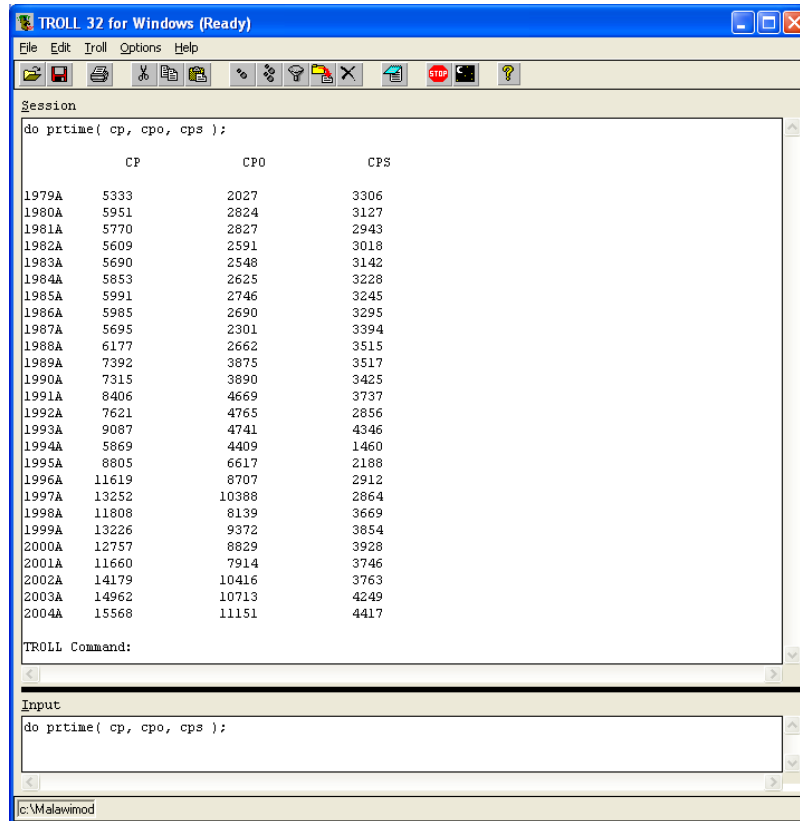 TROLL 32 for Windows (Ready)
File Edit Troll Options Help
STOP ?
Session
do prtime( cp, cpo, cps );
CP CPO CPS
1979A 5333 2027 3306
1980A 5951 2824 3127
1981A 5770 2827 2943
1982A 5609 2591 3018
1983A 5690 2548 3142
1984A 5853 2625 3228
1985A 5991 2746 3245
1986A 5985 2690 3295
1987A 5695 2301 3394
1988A 6177 2662 3515
1989A 7392 3875 3517
1990A 7315 3890 3425
1991A 8406 4669 3737
1992A 7621 4765 2856
1993A 9087 4741 4346
1994A 5869 4409 1460
1995A 8805 6617 2188
1996A 11619 8707 2912
1997A 13252 10388 2864
1998A 11808 8139 3669
1999A 13226 9372 3854
2000A 12757 8829 3928
2001A 11660 7914 3746
2002A 14179 10416 3763
2003A 14962 10713 4249
2004A 15568 11151 4417
TROLL Command:
Input
do prtime( cp, cpo, cps );
c:\Malawimod